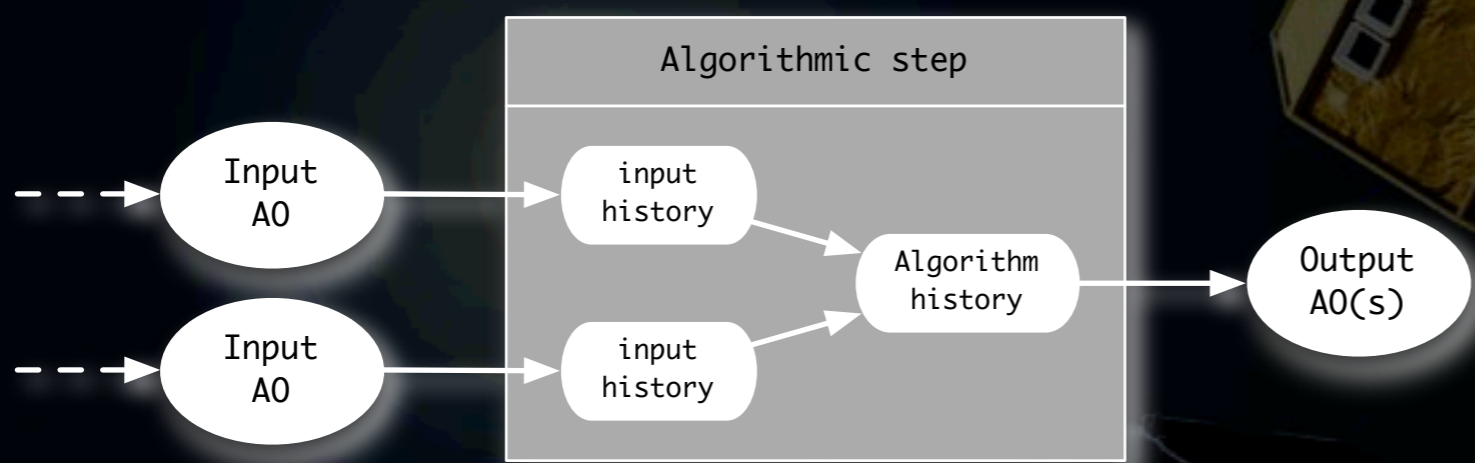 Algorithmic step
Input
AO
input
history
Algorithm
history
Output
AO(s)
Input
AO
input
history